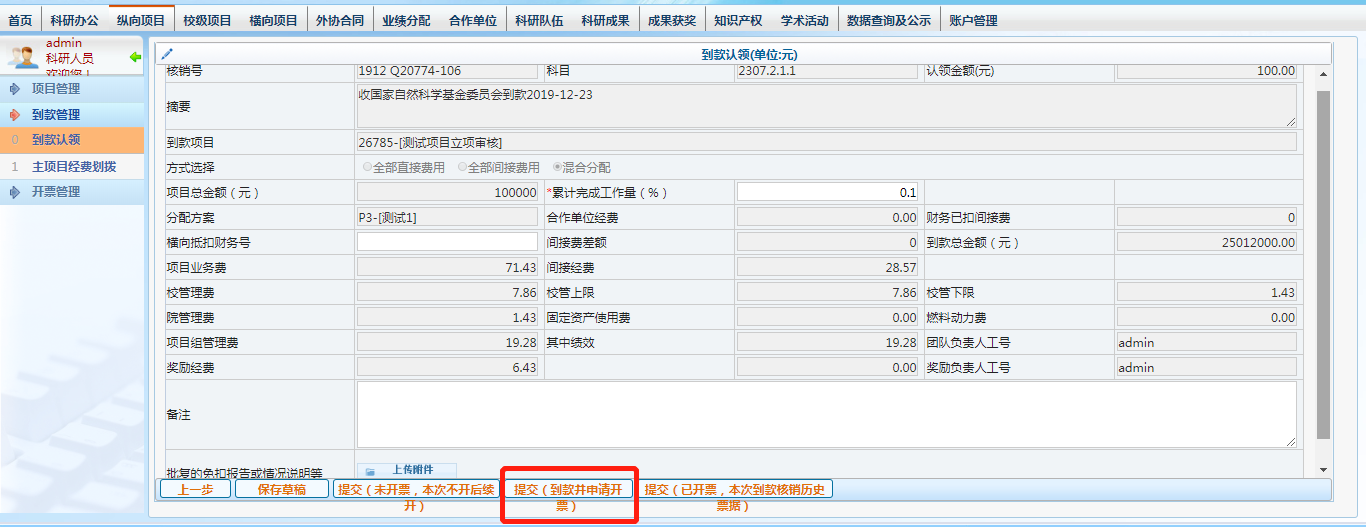 首页 科研办公 纵向项目 校级项目 横向项目 外协合同 业绩分配 合作单位 科研队伍 科研成果 成果获奖 知识产权 学术活动 数据查询及公示 账户管理
admin
科研人员
欢迎您！
项目管理
到款管理
0 到款认领
1 主项目经费划拨
开票管理
到款认领(单位:元)
核销号 1912 Q20774-106 科目 2307.2.1.1 认领金额(元) 100.00
摘要 收国家自然科学基金委员会到款2019-12-23
到款项目 26785-[测试项目立项审核]
方式选择 全部直接费用 全部间接费用 混合分配
项目总金额（元） 100000 *累计完成工作量（%） 0.1
分配方案 P3-[测试1] 合作单位经费 0.00 财务已扣间接费 0
横向抵扣财务号 间接费差额 0 到款总金额（元） 25012000.00
项目业务费 71.43 间接经费 28.57
校管理费 7.86 校管上限 7.86 校管下限 1.43
院管理费 1.43 固定资产使用费 0.00 燃料动力费 0.00
项目组管理费 19.28 其中绩效 19.28 团队负责人工号 admin
奖励经费 6.43 0.00 奖励负责人工号 admin
备注
批复的免扣报告或情况说明等 上传附件
上一步 保存草稿 提交（未开票，本次不开后续开） 提交（到款并申请开票） 提交（已开票，本次到款核销历史票据）